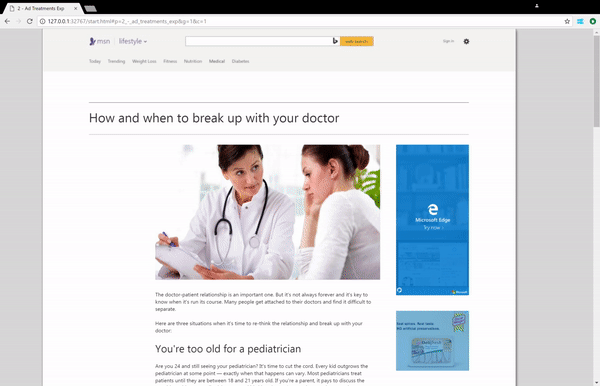 2 - Ad Treatments Exp
127.0.0.1:32767/start.html#p=2_-_ad_treatments_exp&g=1&c=1
msn lifestyle
web search
Sign in
Today Trending Weight Loss Fitness Nutrition Medical Diabetes
How and when to break up with your doctor
Microsoft Edge
Try now
Microsoft
The doctor-patient relationship is an important one. But it's not always forever and it's key to
know when it's run its course. Many people get attached to their doctors and find it difficult to
separate.
Here are three situations when it's time to re-think the relationship and break up with your
doctor:
You're too old for a pediatrician
Are you 24 and still seeing your pediatrician? It's time to cut the cord. Every kid outgrows the
pediatrician at some point — exactly when that happens can vary. Most pediatricians treat
patients until they are between 18 and 21 years old. If you're a parent, it pays to discuss the